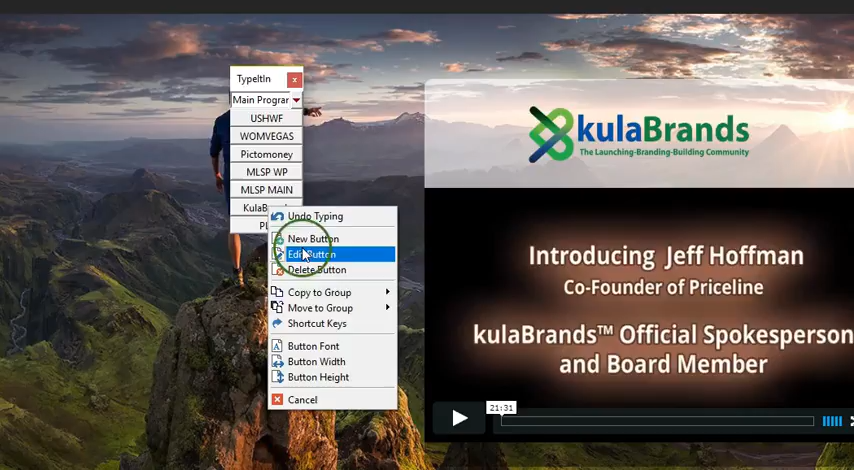 TypeItIn
x
Main Progran
USHWF
WOMVEGAS
Pictomoney
MLSP WP
MLSP MAIN
Undo Typing
New Button
Edit Button
Delete Button
Copy to Group
Move to Group
Shortcut Keys
Button Font
Button Width
Button Height
Cancel
kulaBrands
The Launching-Branding-Building Community
Introducing Jeff Hoffman
Co-Founder of Priceline
kulaBrands™ Official Spokesperson
and Board Member
21:31